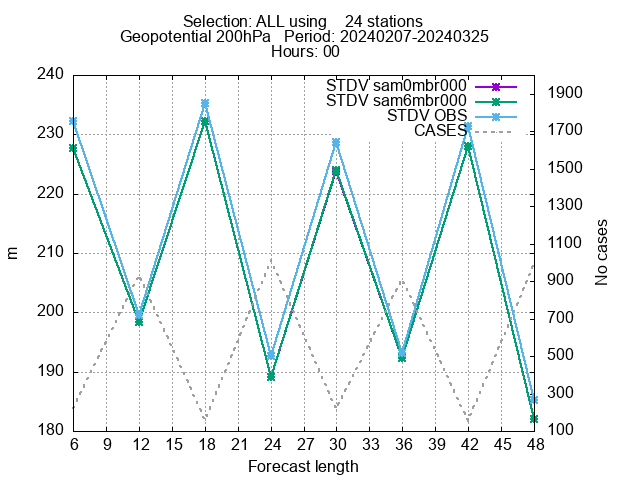 Selection: ALL using    24 stations
Geopotential 200hPa   Period: 20240207-20240325
Hours: 00
STDV sam0mbr000
STDV sam6mbr000
STDV OBS
CASES
240
230
220
210
200
190
180
m
1900
1700
1500
1300
1100
900
700
500
300
100
No cases
6 9 12 15 18 21 24 27 30 33 36 39 42 45 48
Forecast length